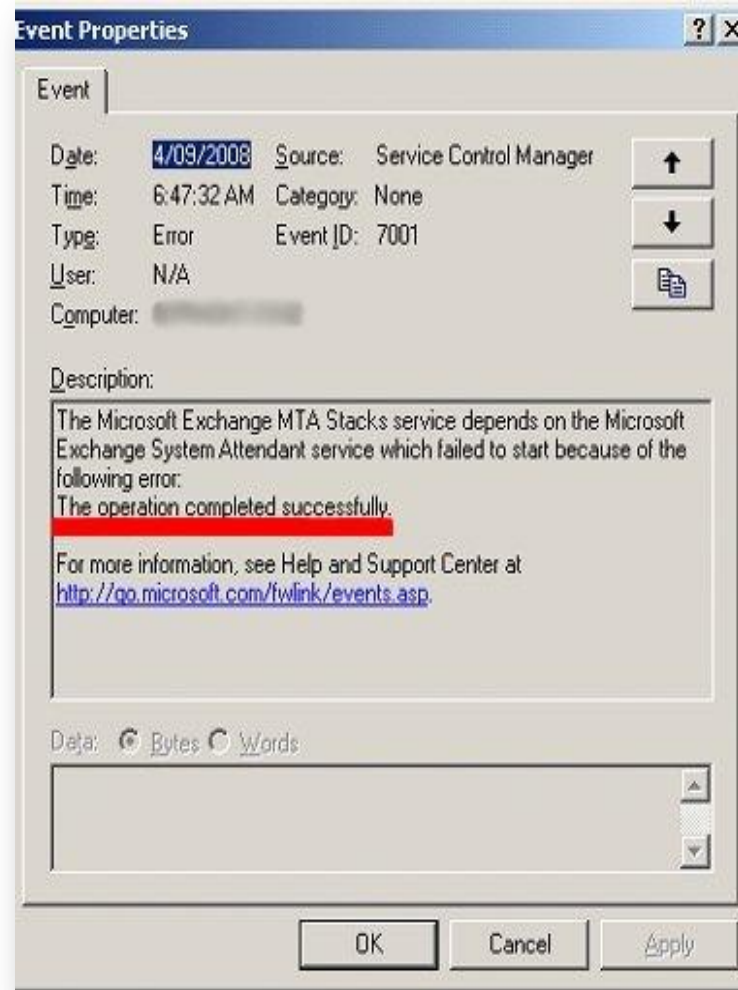 Event Properties
Event
Date: 4/09/2008 Source: Service Control Manager
Time: 6:47:32 AM Category: None
Type: Error Event ID: 7001
User: N/A
Computer:
Description:
The Microsoft Exchange MTA Stacks service depends on the Microsoft
Exchange System Attendant service which failed to start because of the
following error:
The operation completed successfully.
For more information, see Help and Support Center at
http://go.microsoft.com/fwlink/events.asp.
Data: Bytes Words
OK Cancel Apply